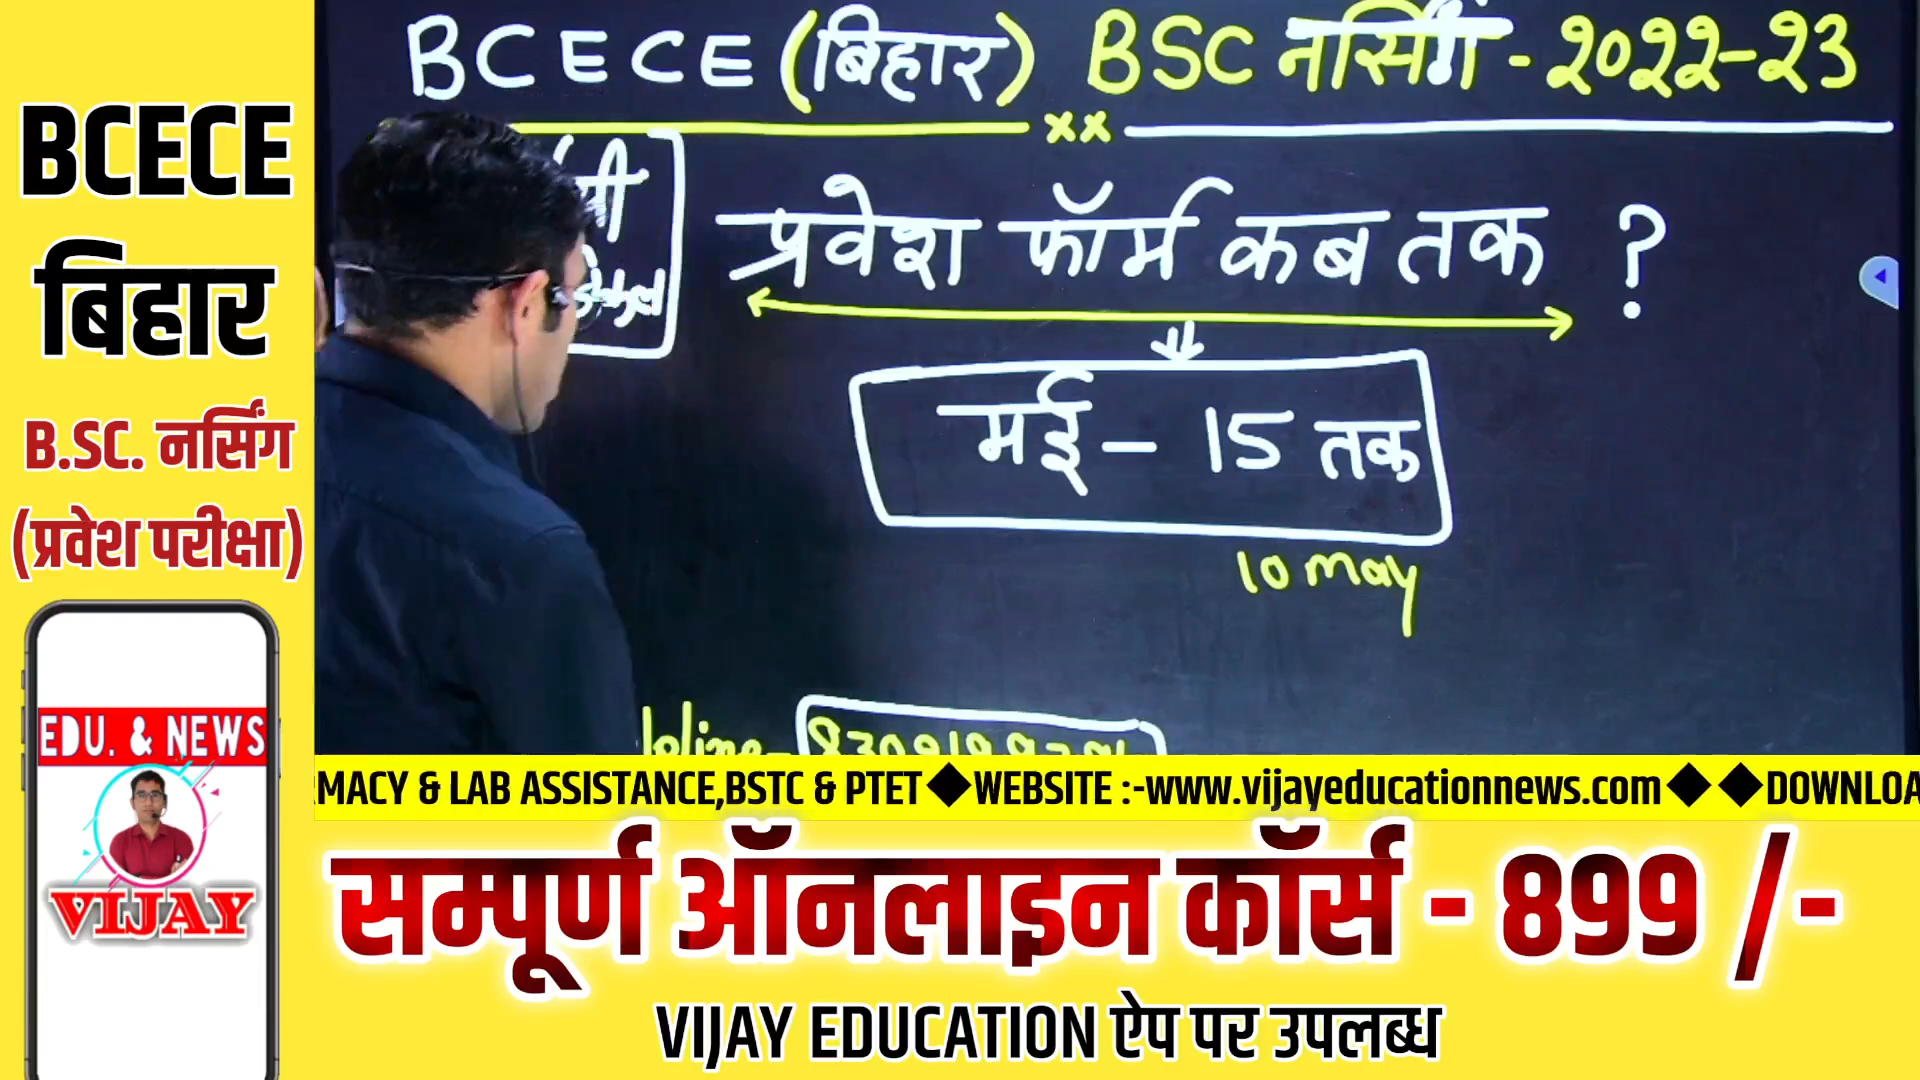 BCECE
बिहार
B.SC. नर्सिंग
(प्रवेश परीक्षा)
EDU. & NEWS
VIJAY
BCECE (बिहार) BSC नर्सिंग - 2022-23
xx
प्रवेश फॉर्म कब तक ?
मई - 15 तक
10 may
RMACY & LAB ASSISTANCE,BSTC & PTET◆WEBSITE :-www.vijayeducationnews.com◆ ◆DOWNLOA
सम्पूर्ण ऑनलाइन कॉर्स - 899 /-
VIJAY EDUCATION ऐप पर उपलब्ध